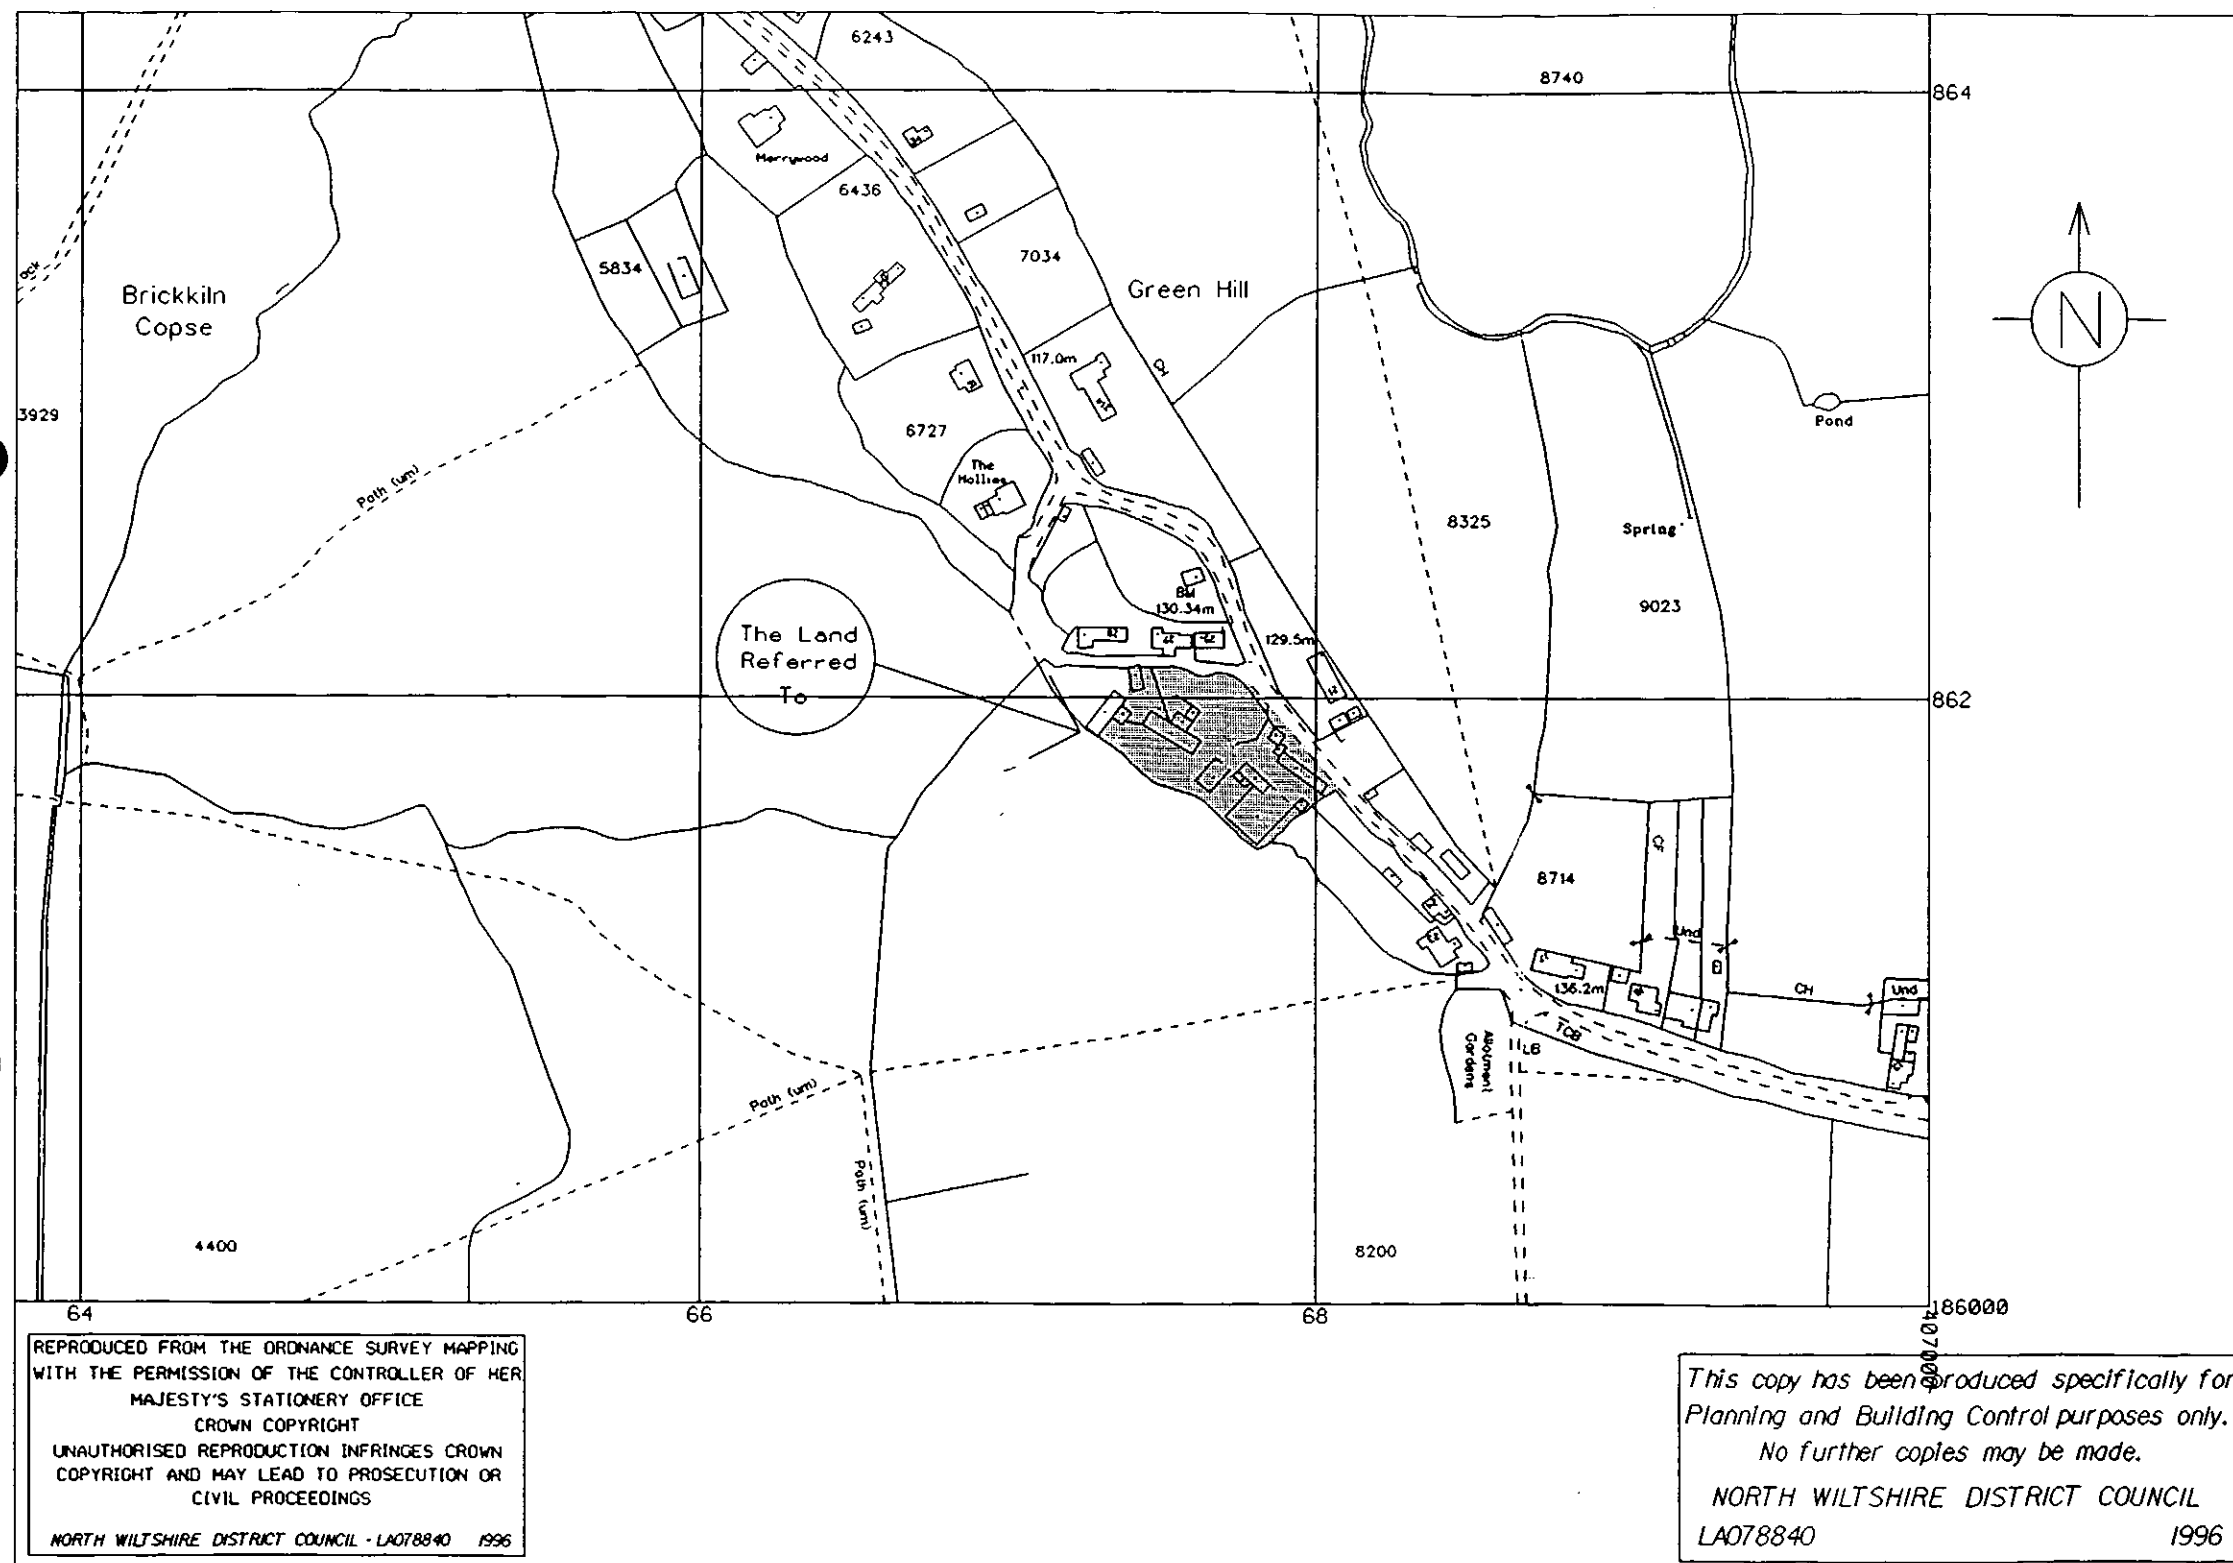 6243
8740
864
Merrywood
6436
5834
7034
Green Hill
Brickkiln
Copse
117.0m
3929
Pond
6727
The
Hollies
Path (um)
8325
Spring
BM
130.34m
9023
129.5m
The Land
Referred
To
862
N
CH
8714
CF
Und
136.2m
CH
Und
TCB
LB
Allotment
Gardens
Path (um)
Path (um)
4400
8200
64
66
68
186000
407000
REPRODUCED FROM THE ORDNANCE SURVEY MAPPING
WITH THE PERMISSION OF THE CONTROLLER OF HER
MAJESTY'S STATIONERY OFFICE
CROWN COPYRIGHT
UNAUTHORISED REPRODUCTION INFRINGES CROWN
COPYRIGHT AND MAY LEAD TO PROSECUTION OR
CIVIL PROCEEDINGS
NORTH WILTSHIRE DISTRICT COUNCIL - LA078840 1996
This copy has been produced specifically for
Planning and Building Control purposes only.
No further copies may be made.
NORTH WILTSHIRE DISTRICT COUNCIL
LA078840 1996